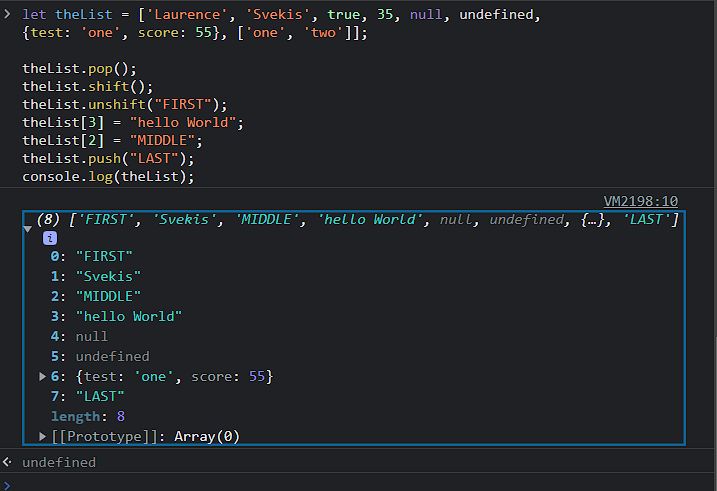 let theList = ['Laurence', 'Svekis', true, 35, null, undefined,
{test: 'one', score: 55}, ['one', 'two']];
theList.pop();
theList.shift();
theList.unshift("FIRST");
theList[3] = "hello World";
theList[2] = "MIDDLE";
theList.push("LAST");
console.log(theList);
VM2198:10
(8) ['FIRST', 'Svekis', 'MIDDLE', 'hello World', null, undefined, {…}, 'LAST']
i
0: "FIRST"
1: "Svekis"
2: "MIDDLE"
3: "hello World"
4: null
5: undefined
6: {test: 'one', score: 55}
7: "LAST"
length: 8
[[Prototype]]: Array(0)
undefined